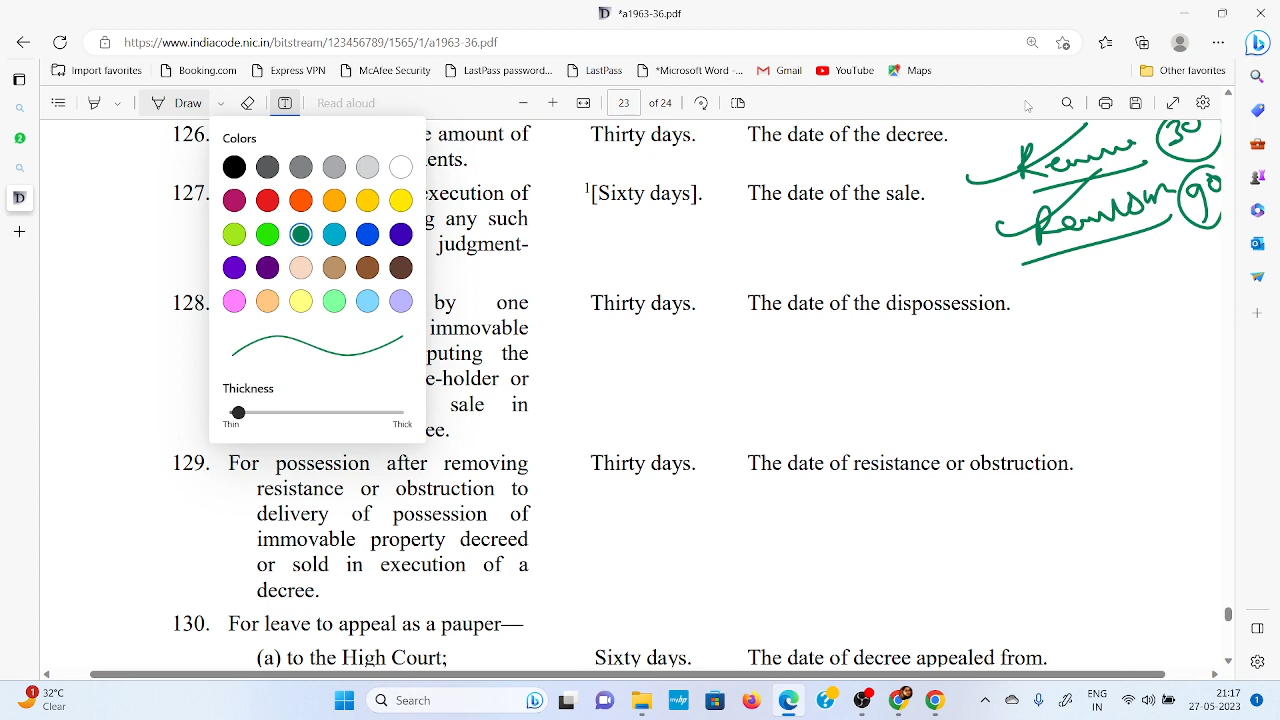 *a1963-36.pdf
https://www.indiacode.nic.in/bitstream/123456789/1565/1/a1963-36.pdf
Import favorites Booking.com Express VPN McAfee Security LastPass password... LastPass *Microsoft Word -... Gmail YouTube Maps Other favorites
Draw Read aloud 23 of 24
Colors
Thickness
Thin Thick
126. e amount of Thirty days. The date of the decree.
ents.
127. execution of 1[Sixty days]. The date of the sale.
g any such
judgment-
128. by one Thirty days. The date of the dispossession.
immovable
puting the
e-holder or
sale in
ee.
129. For possession after removing Thirty days. The date of resistance or obstruction.
resistance or obstruction to
delivery of possession of
immovable property decreed
or sold in execution of a
decree.
130. For leave to appeal as a pauper—
(a) to the High Court; Sixty days. The date of decree appealed from.
30
90
2
1 32°C
Clear
Search
ENG
IN
21:17
27-05-2023
1